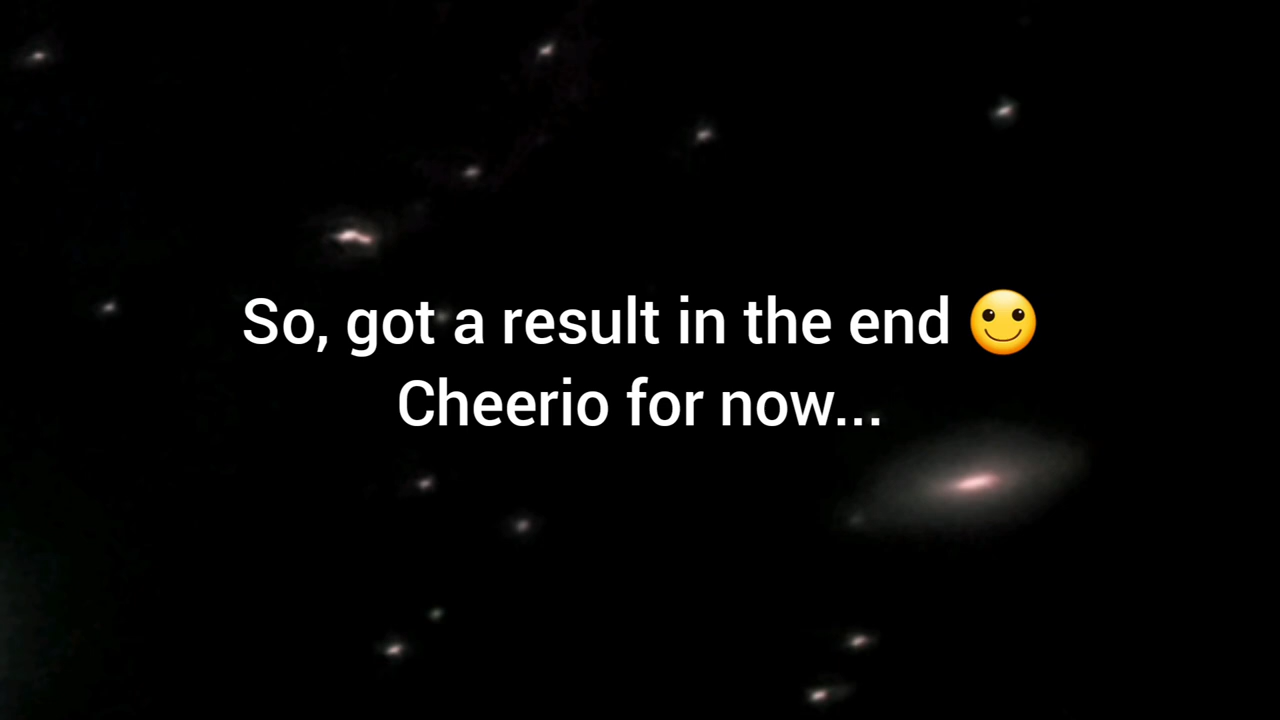 So, got a result in the end 🙂
Cheerio for now...